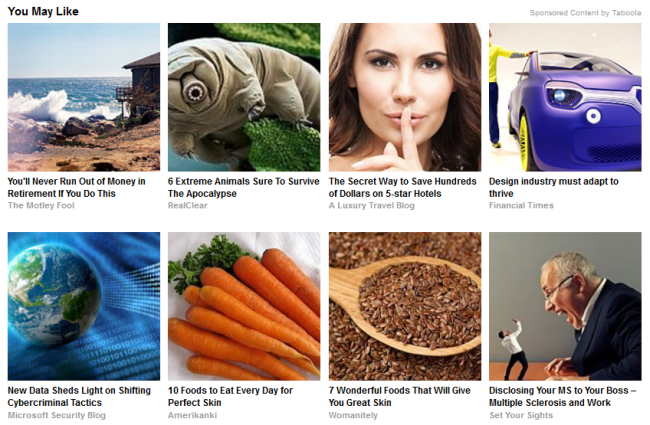 You May Like
Sponsored Content by Taboola
You'll Never Run Out of Money in
Retirement If You Do This
The Motley Fool
6 Extreme Animals Sure To Survive
The Apocalypse
RealClear
The Secret Way to Save Hundreds
of Dollars on 5-star Hotels
A Luxury Travel Blog
Design industry must adapt to
thrive
Financial Times
New Data Sheds Light on Shifting
Cybercriminal Tactics
Microsoft Security Blog
10 Foods to Eat Every Day for
Perfect Skin
Amerikanki
7 Wonderful Foods That Will Give
You Great Skin
Womanitely
Disclosing Your MS to Your Boss –
Multiple Sclerosis and Work
Set Your Sights